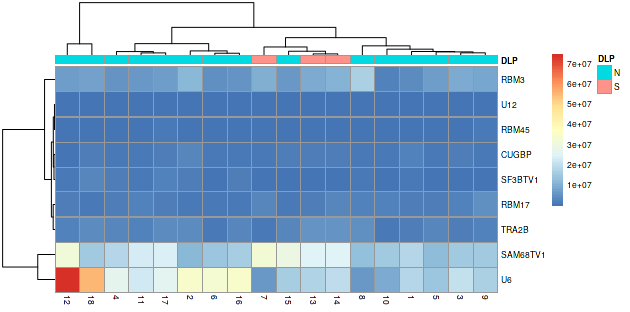 DLP
RBM3
U12
RBM45
CUGBP
SF3BTV1
RBM17
TRA2B
SAM68TV1
U6
12 18 4 11 17 2 6 16 7 15 13 14 8 10 1 5 3 9
7e+07
6e+07
5e+07
4e+07
3e+07
2e+07
1e+07
DLP
N
S